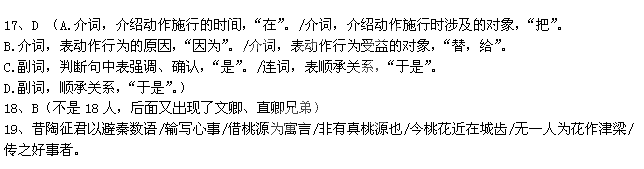 17、D （A.介词，介绍动作施行的时间，“在”。/介词，介绍动作施行时涉及的对象，“把”。
B.介词，表动作行为的原因，“因为”。/介词，表动作行为受益的对象，“替，给”。
C.副词，判断句中表强调、确认，“是”。/连词，表顺承关系，“于是”。
D.副词，顺承关系，“于是”。）
18、B（不是 18 人，后面又出现了文卿、直卿兄弟）
19、昔陶征君以避秦数语/输写心事/借桃源为寓言/非有真桃源也/今桃花近在城齿/无一人为花作津梁/
传之好事者。